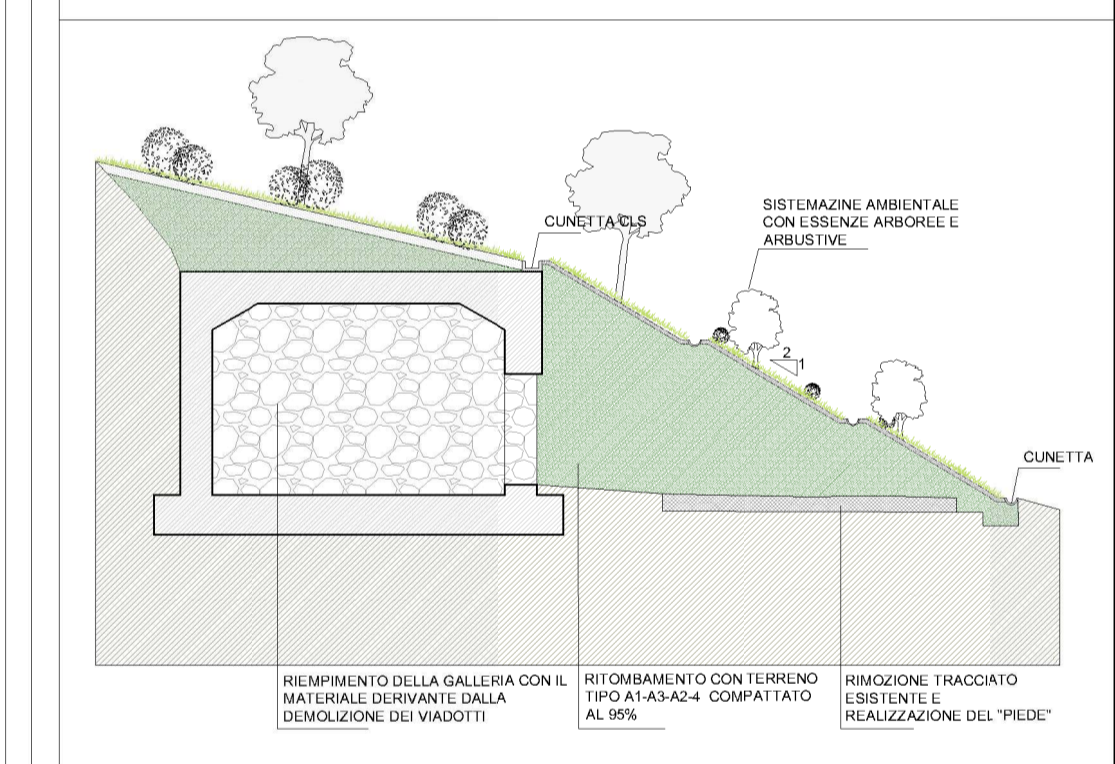 CUNETTA CLS
SISTEMAZINE AMBIENTALE
CON ESSENZE ARBOREE E
ARBUSTIVE
2
1
CUNETTA
RIEMPIMENTO DELLA GALLERIA CON IL
MATERIALE DERIVANTE DALLA
DEMOLIZIONE DEI VIADOTTI
RITOMBAMENTO CON TERRENO
TIPO A1-A3-A2-4 COMPATTATO
AL 95%
RIMOZIONE TRACCIATO
ESISTENTE E
REALIZZAZIONE DEL "PIEDE"